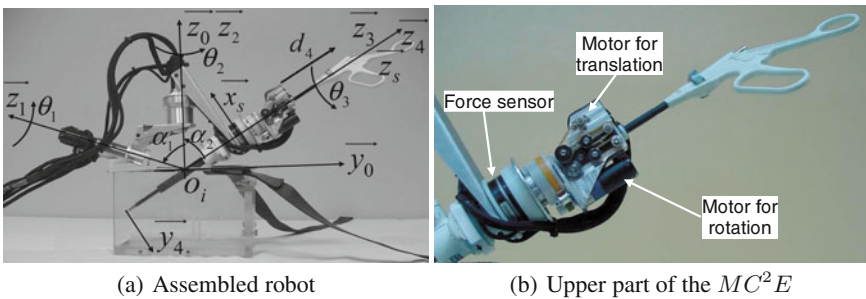 z0 z2
θ2
d4
z3
z4
zs
θ3
xs
z1
θ1
α1
α2
y0
Oi
y4
Motor for
translation
Force sensor
Motor for
rotation
(a) Assembled robot
(b) Upper part of the MC²E